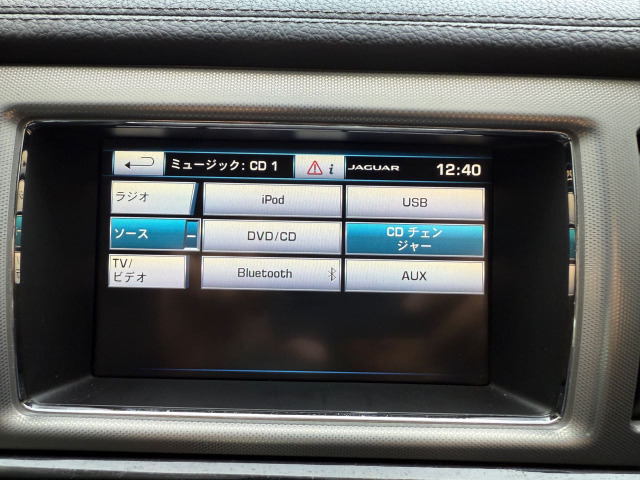 ミュージック: CD 1 i JAGUAR 12:40
ラジオ iPod USB
ソース DVD/CD CD チェン
ジャー
TV/
ビデオ Bluetooth AUX